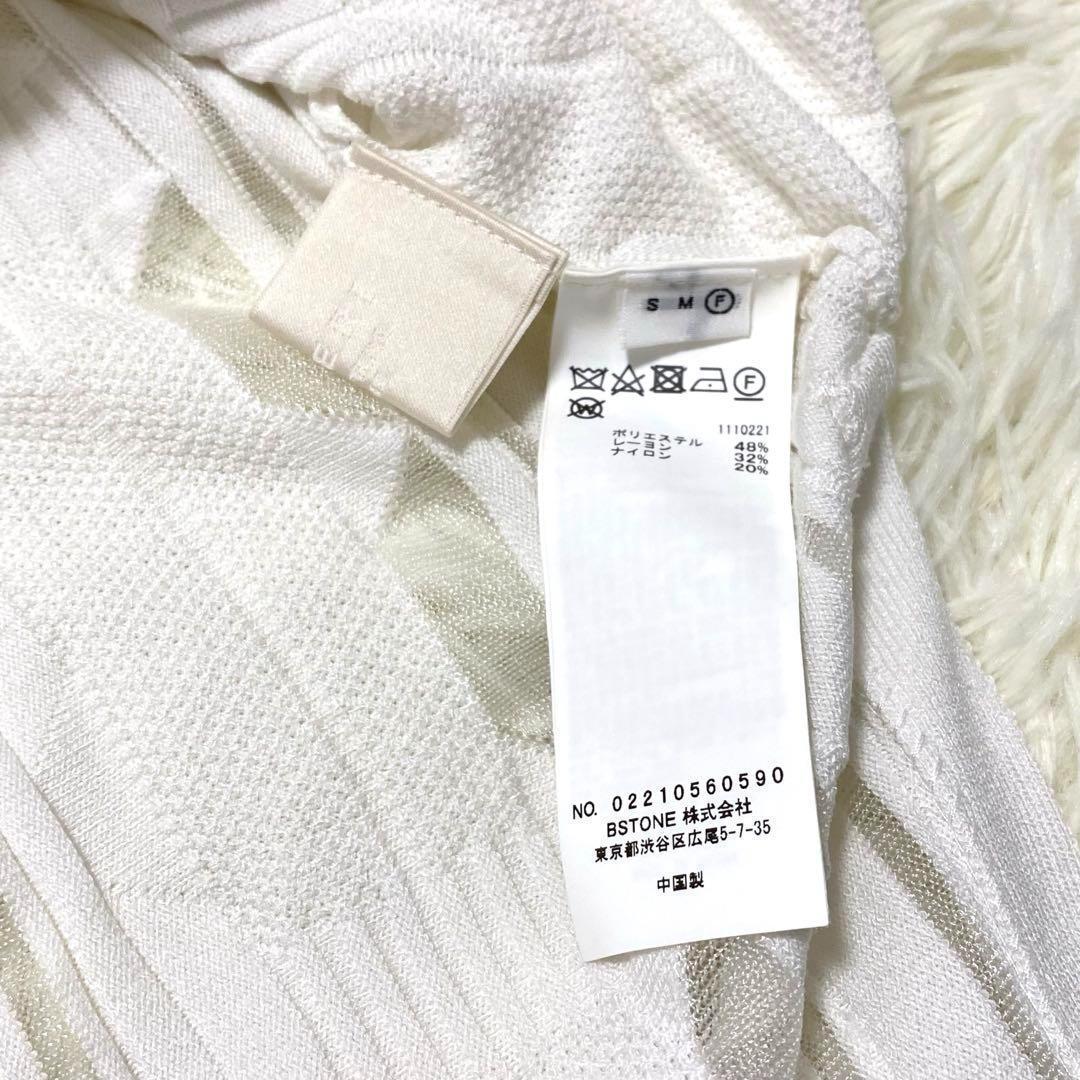 S M F
F
W
1110221
ポリエステル 48%
レーヨン 32%
ナイロン 20%
NO. 02210560590
BSTONE 株式会社
東京都渋谷区広尾5-7-35
中国製